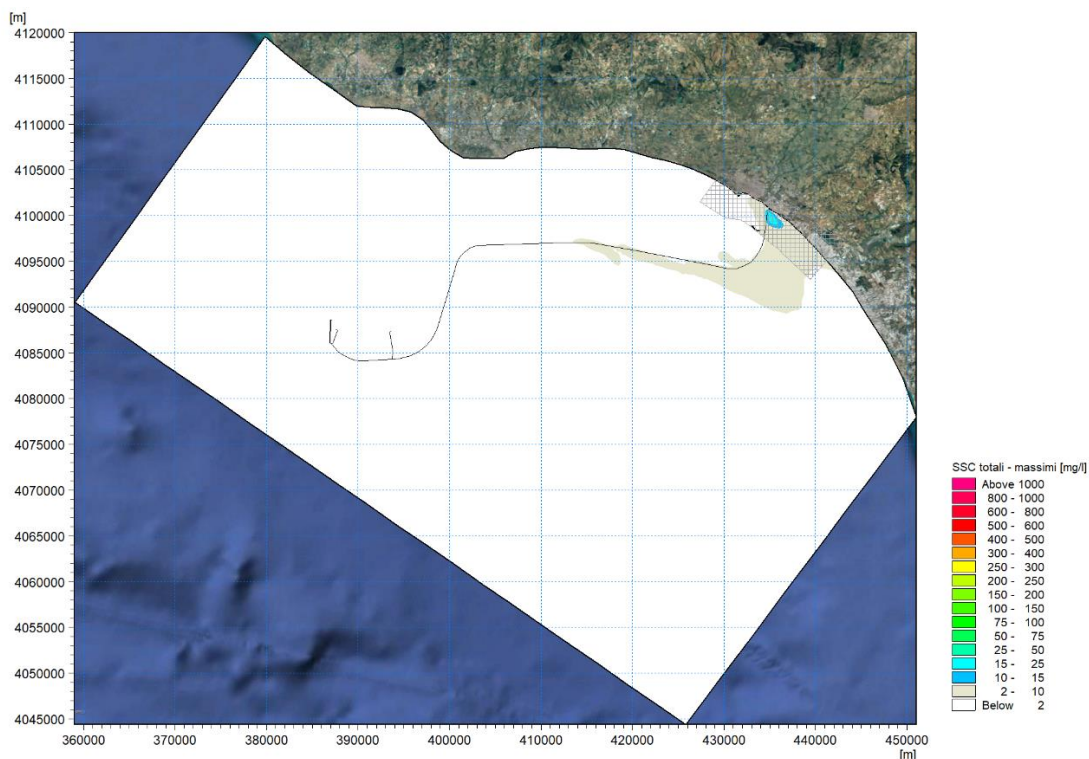 [m]
4120000
4115000
4110000
4105000
4100000
4095000
4090000
4085000
4080000
4075000
4070000
4065000
4060000
4055000
4050000
4045000
360000 370000 380000 390000 400000 410000 420000 430000 440000 450000
[m]
SSC totali - massimi [mg/l]
Above 1000
800 - 1000
600 - 800
500 - 600
400 - 500
300 - 400
250 - 300
200 - 250
150 - 200
100 - 150
75 - 100
50 - 75
25 - 50
15 - 25
10 - 15
2 - 10
Below 2